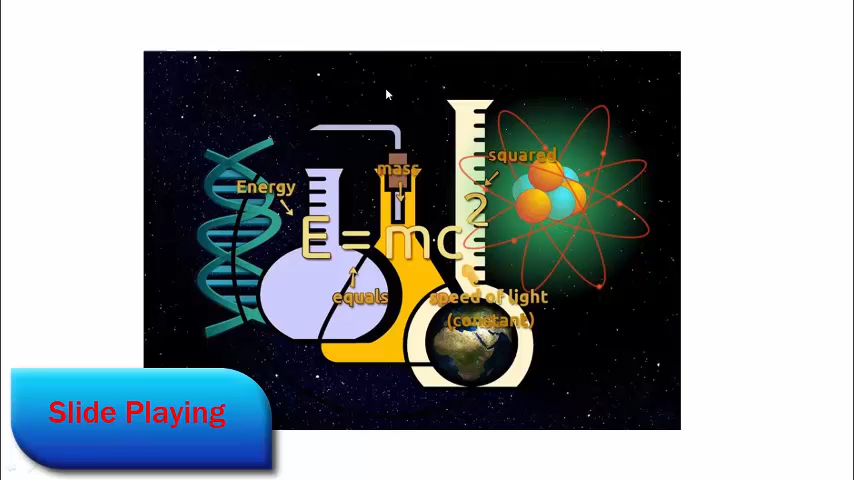 squared
mass
Energy
E = mc2
equals
speed of light
(constant)
Slide Playing